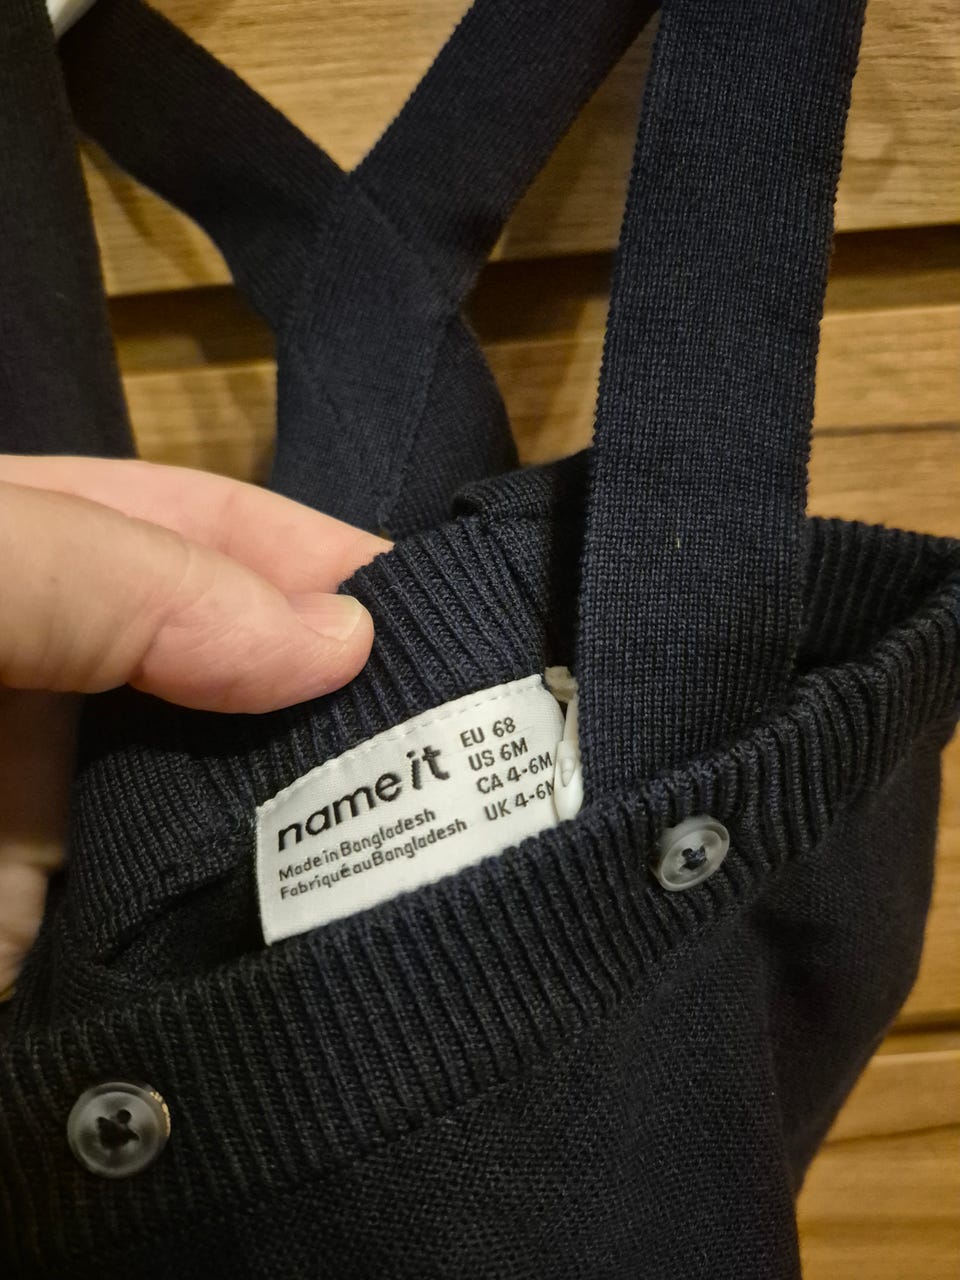 name it
Made in Bangladesh
Fabriqué au Bangladesh
EU 68
US 6M
CA 4-6M
UK 4-6M